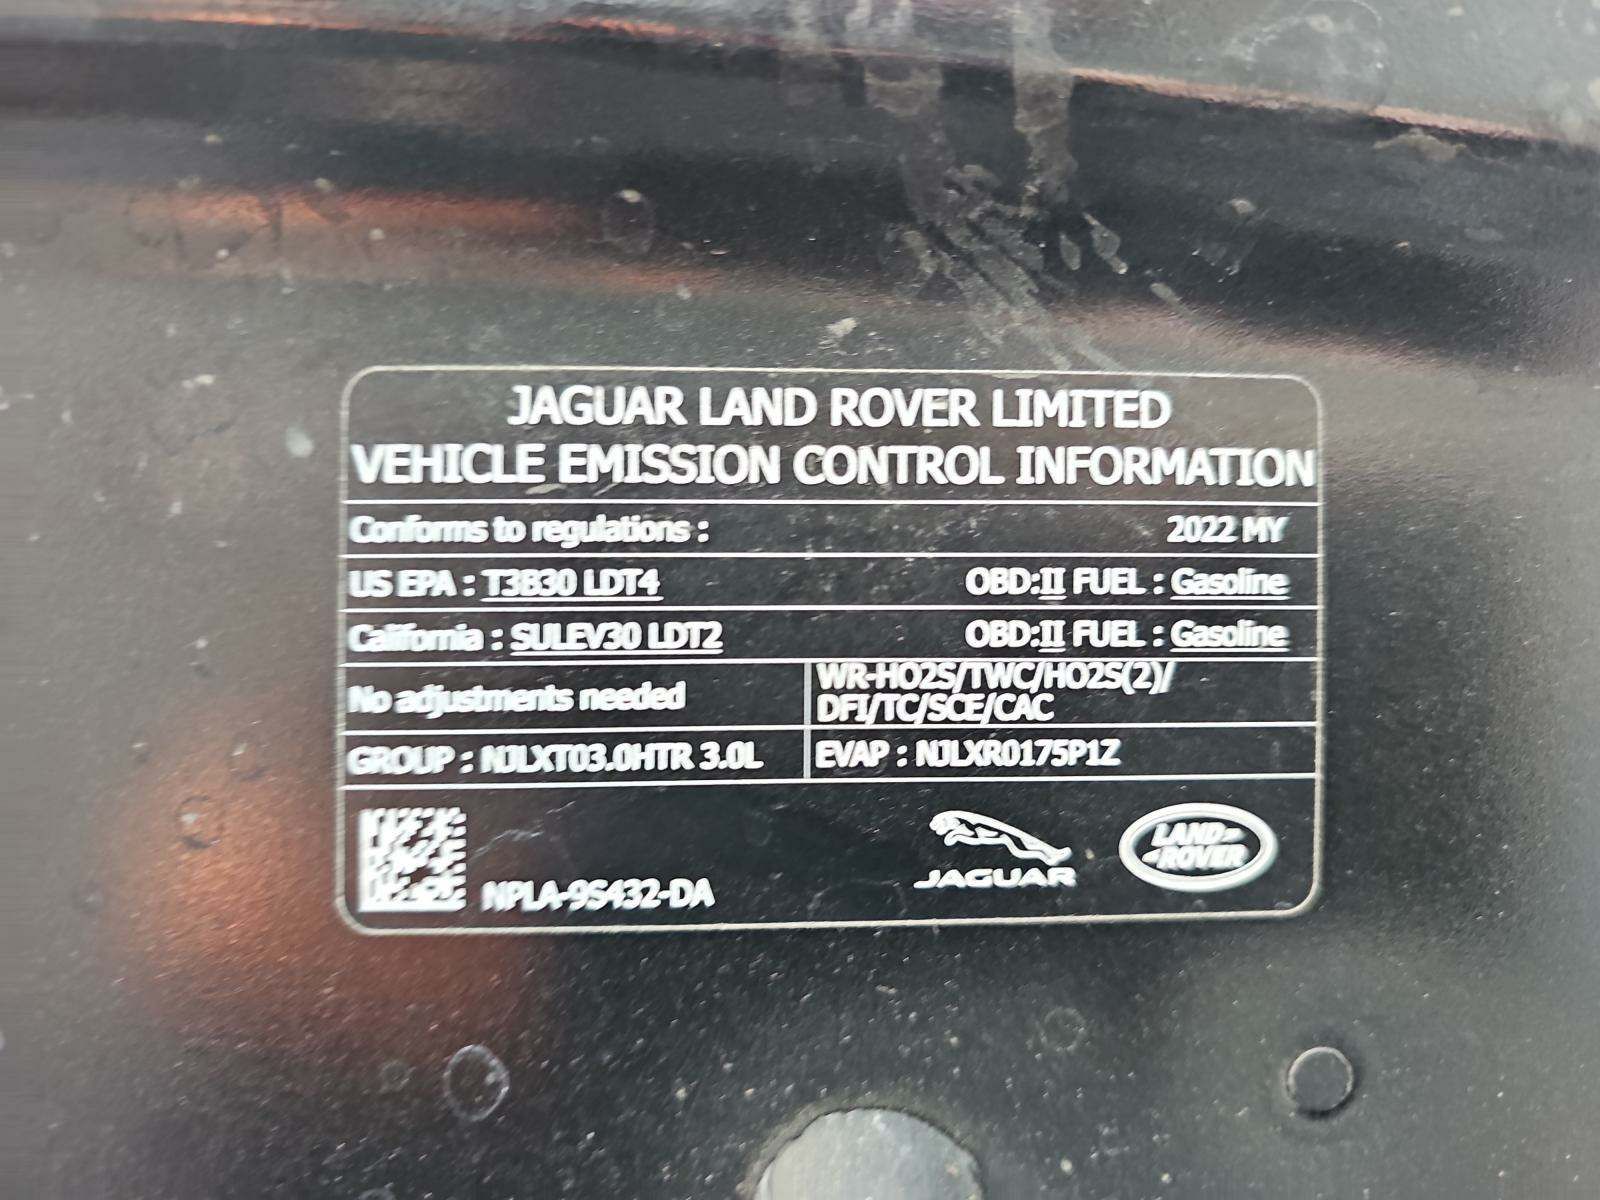 JAGUAR LAND ROVER LIMITED
VEHICLE EMISSION CONTROL INFORMATION
Conforms to regulations : 2022 MY
US EPA : T3B30 LDT4 OBD:II FUEL : Gasoline
California : SULEV30 LDT2 OBD:II FUEL : Gasoline
No adjustments needed
WR-HO2S/TWC/HO2S(2)/
DFI/TC/SCE/CAC
GROUP : NJLXT03.0HTR 3.0L EVAP : NJLXR0175P1Z
NPLA-9S432-DA
JAGUAR
LAND-
-ROVER